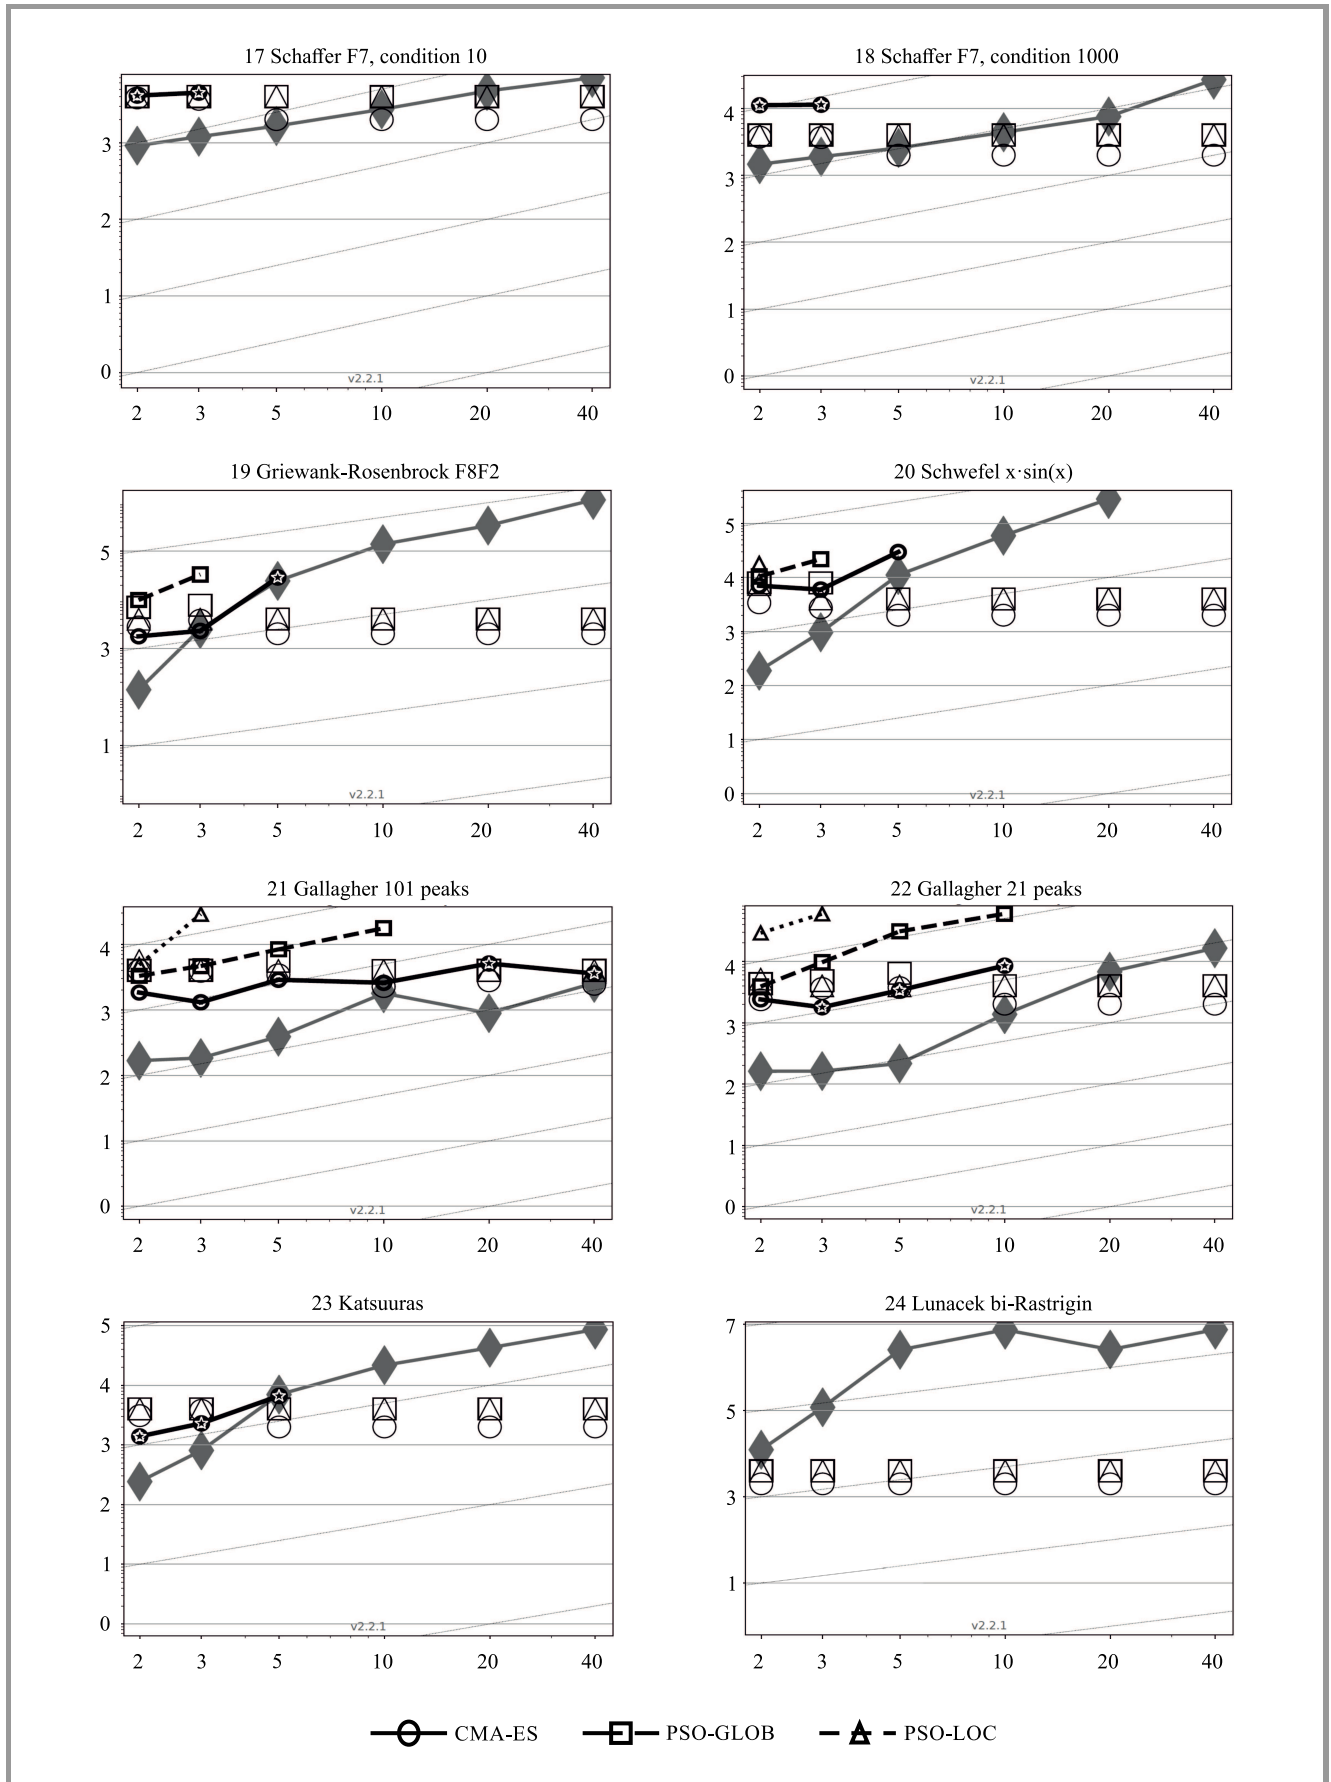 17 Schaffer F7, condition 10
3
2
1
0
v2.2.1
2 3 5 10 20 40
18 Schaffer F7, condition 1000
4
3
2
1
0
v2.2.1
2 3 5 10 20 40
19 Griewank-Rosenbrock F8F2
5
3
1
v2.2.1
2 3 5 10 20 40
20 Schwefel x·sin(x)
5
4
3
2
1
0
v2.2.1
2 3 5 10 20 40
21 Gallagher 101 peaks
4
3
2
1
0
v2.2.1
2 3 5 10 20 40
22 Gallagher 21 peaks
4
3
2
1
0
v2.2.1
2 3 5 10 20 40
23 Katsuuras
5
4
3
2
1
0
v2.2.1
2 3 5 10 20 40
24 Lunacek bi-Rastrigin
7
5
3
1
v2.2.1
2 3 5 10 20 40
CMA-ES PSO-GLOB PSO-LOC